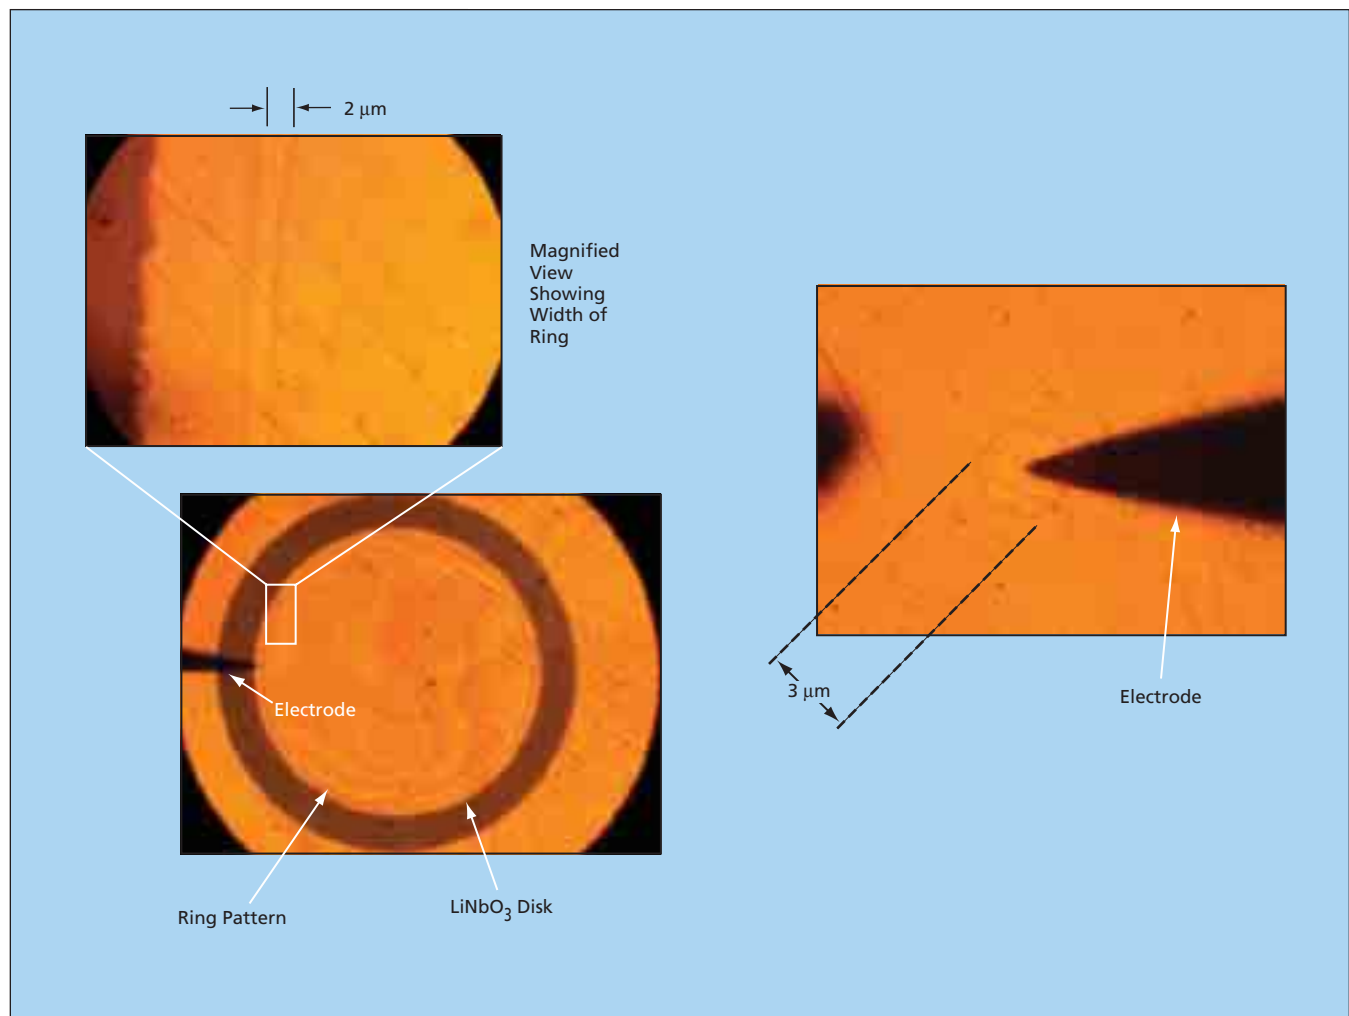 2 µm
Magnified
View
Showing
Width of
Ring
Electrode
Ring Pattern
LiNbO3 Disk
3 µm
Electrode